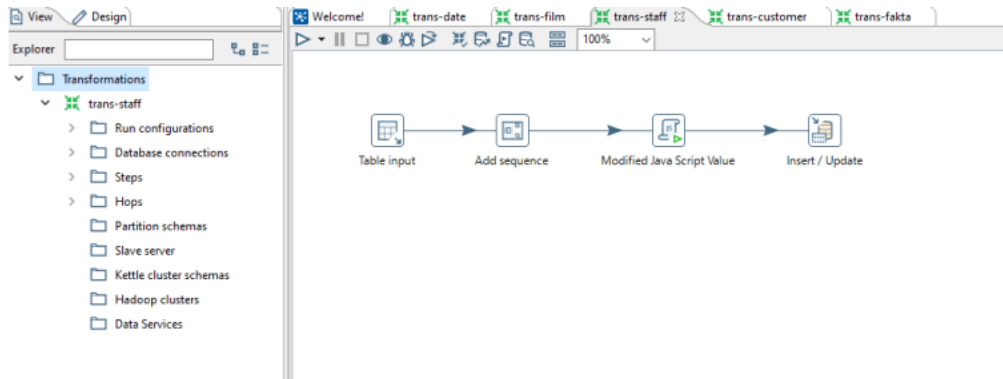 View Design
Welcome! trans-date trans-film trans-staff trans-customer trans-fakta
Explorer
100%
Transformations
trans-staff
Run configurations
Database connections
Steps
Hops
Partition schemas
Slave server
Kettle cluster schemas
Hadoop clusters
Data Services
Table input Add sequence Modified Java Script Value Insert / Update